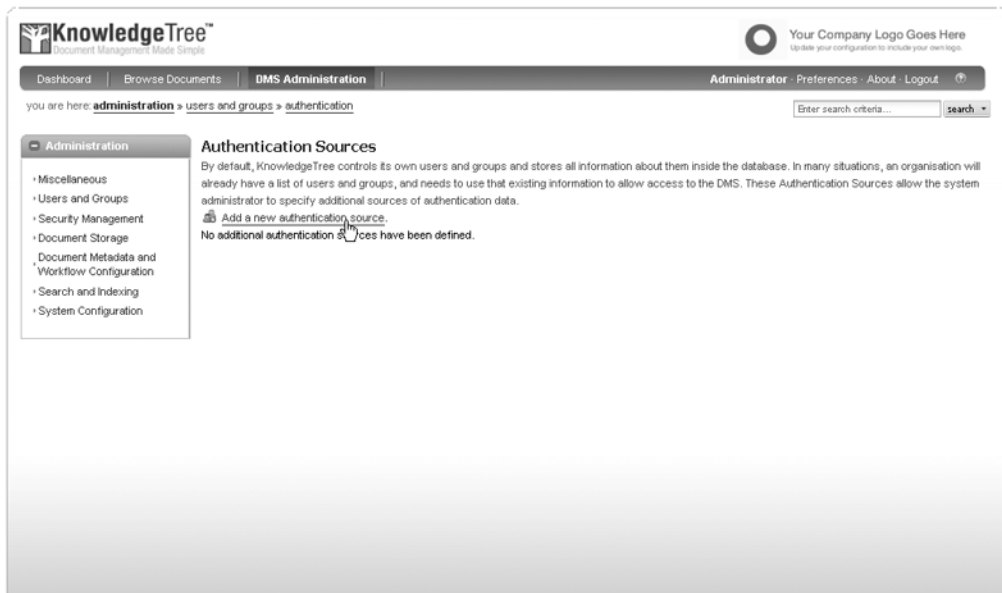 KnowledgeTree™
Document Management Made Simple
Your Company Logo Goes Here
Update your configuration to include your own logo.
Dashboard
Browse Documents
DMS Administration
Administrator · Preferences · About · Logout
you are here: administration » users and groups » authentication
Enter search criteria...
search
Administration
Miscellaneous
Users and Groups
Security Management
Document Storage
Document Metadata and
Workflow Configuration
Search and Indexing
System Configuration
Authentication Sources
By default, KnowledgeTree controls its own users and groups and stores all information about them inside the database. In many situations, an organisation will
already have a list of users and groups, and needs to use that existing information to allow access to the DMS. These Authentication Sources allow the system
administrator to specify additional sources of authentication data.
Add a new authentication source.
No additional authentication sources have been defined.